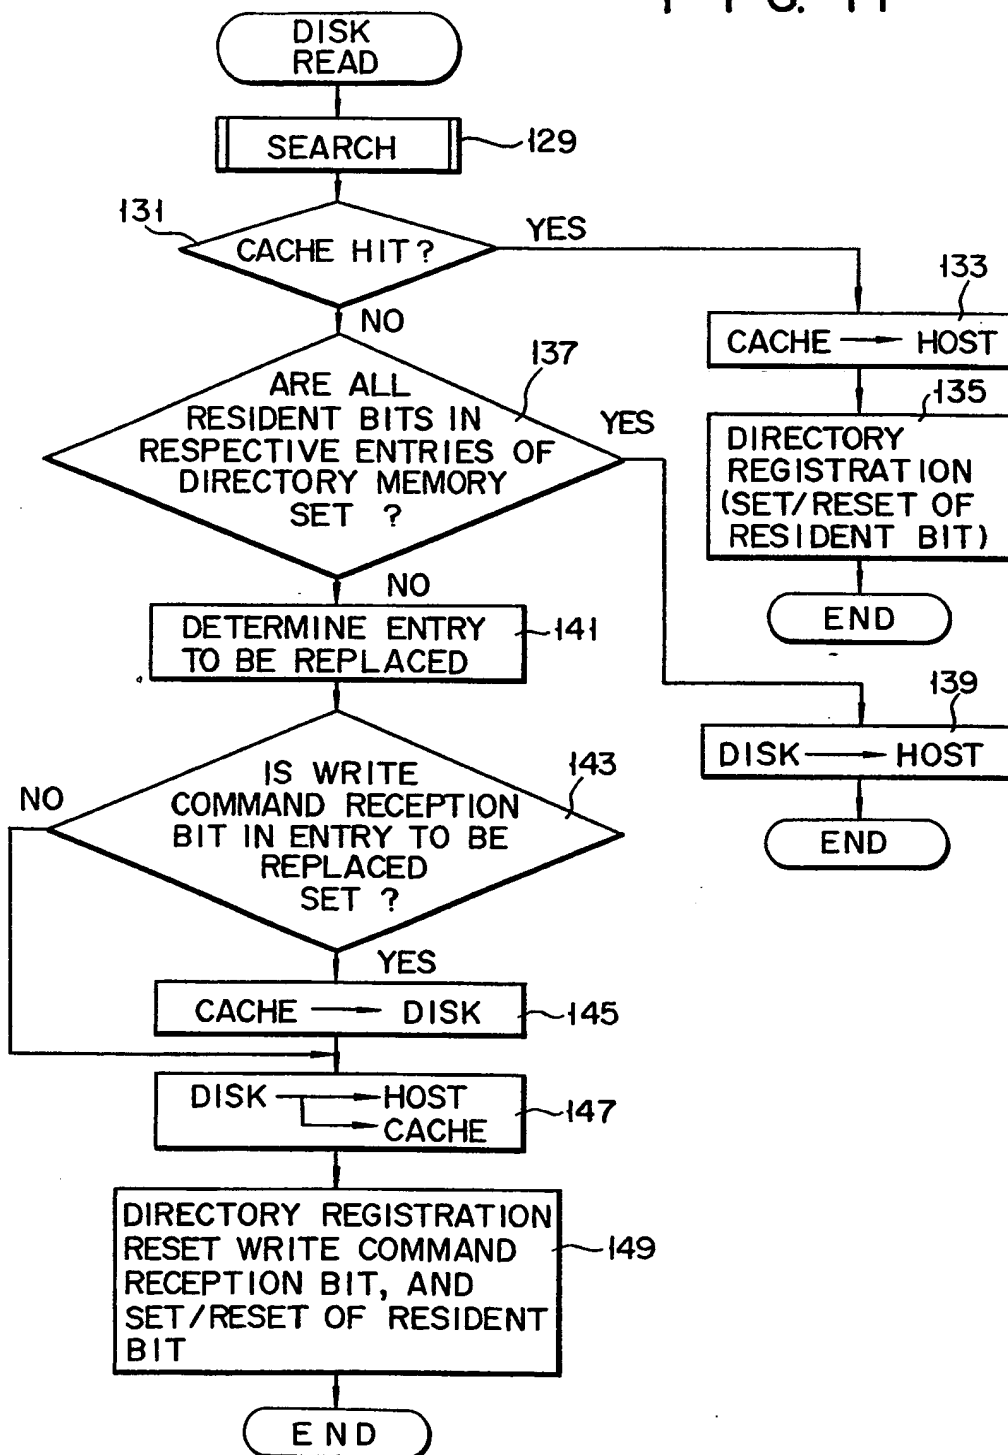 DISK
READ
SEARCH
129
131
CACHE HIT?
YES
NO
133
CACHE → HOST
135
DIRECTORY
REGISTRATION
(SET/RESET OF
RESIDENT BIT)
END
137
ARE ALL
RESIDENT BITS IN
RESPECTIVE ENTRIES OF
DIRECTORY MEMORY
SET ?
YES
NO
139
DISK → HOST
END
DETERMINE ENTRY
TO BE REPLACED
141
143
IS WRITE
COMMAND RECEPTION
BIT IN ENTRY TO BE
REPLACED
SET ?
NO
YES
CACHE → DISK
145
DISK → HOST
→ CACHE
147
DIRECTORY REGISTRATION
RESET WRITE COMMAND
RECEPTION BIT, AND
SET/RESET OF RESIDENT
BIT
149
END